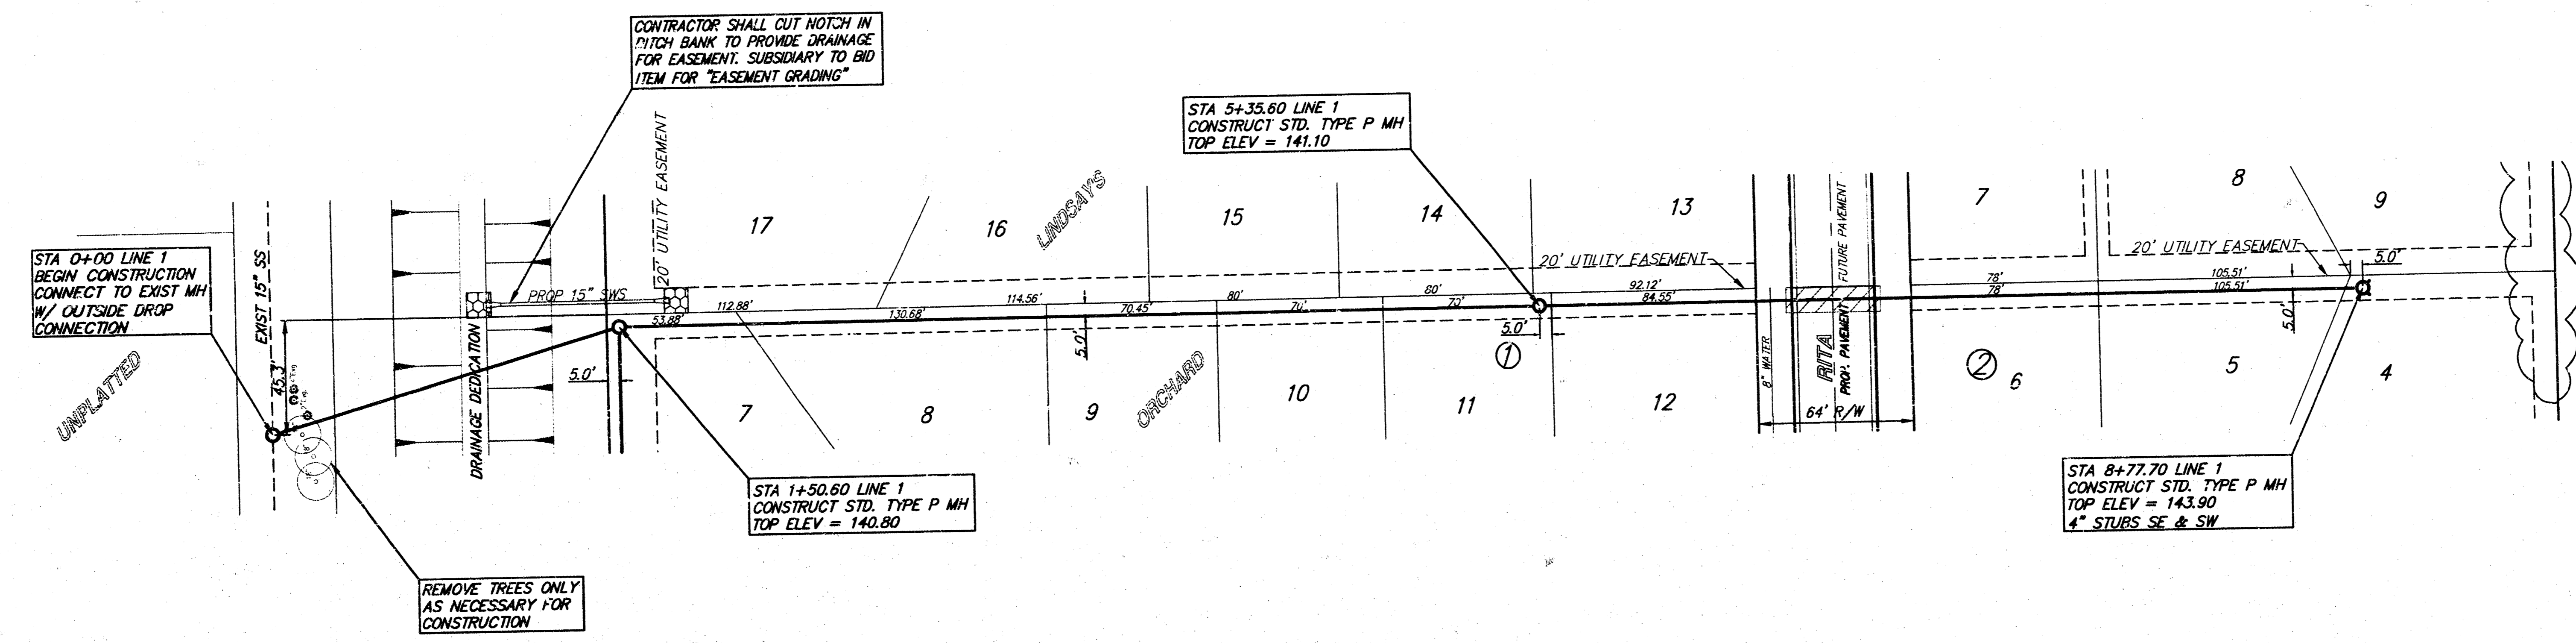 CONTRACTOR SHALL CUT NOTCH IN
DITCH BANK TO PROVIDE DRAINAGE
FOR EASEMENT. SUBSIDIARY TO BID
ITEM FOR "EASEMENT GRADING"
STA 5+35.60 LINE 1
CONSTRUCT STD. TYPE P MH
TOP ELEV = 141.10
STA 0+00 LINE 1
BEGIN CONSTRUCTION
CONNECT TO EXIST MH
W/ OUTSIDE DROP
CONNECTION
UNPLATTED
EXIST 15" SS
45.3'
DRAINAGE DEDICATION
PROP 15" SWS
5.0'
20' UTILITY EASEMENT
17
16
LINDSAY'S
15
14
13
20' UTILITY EASEMENT
7
8
9
20' UTILITY EASEMENT
5.0'
112.88'
114.56'
80'
60'
92.12'
78'
105.51'
53.88'
130.68'
70.45'
70'
70'
84.55'
78'
105.51'
5.0'
5.0'
5.0'
1
2
7
8
9
ORCHARD
10
11
12
8" WATER
RITA
PROP. PAVEMENT
FUTURE PAVEMENT
64' R/W
6
5
4
STA 1+50.60 LINE 1
CONSTRUCT STD. TYPE P MH
TOP ELEV = 140.80
STA 8+77.70 LINE 1
CONSTRUCT STD. TYPE P MH
TOP ELEV = 143.90
4" STUBS SE & SW
REMOVE TREES ONLY
AS NECESSARY FOR
CONSTRUCTION